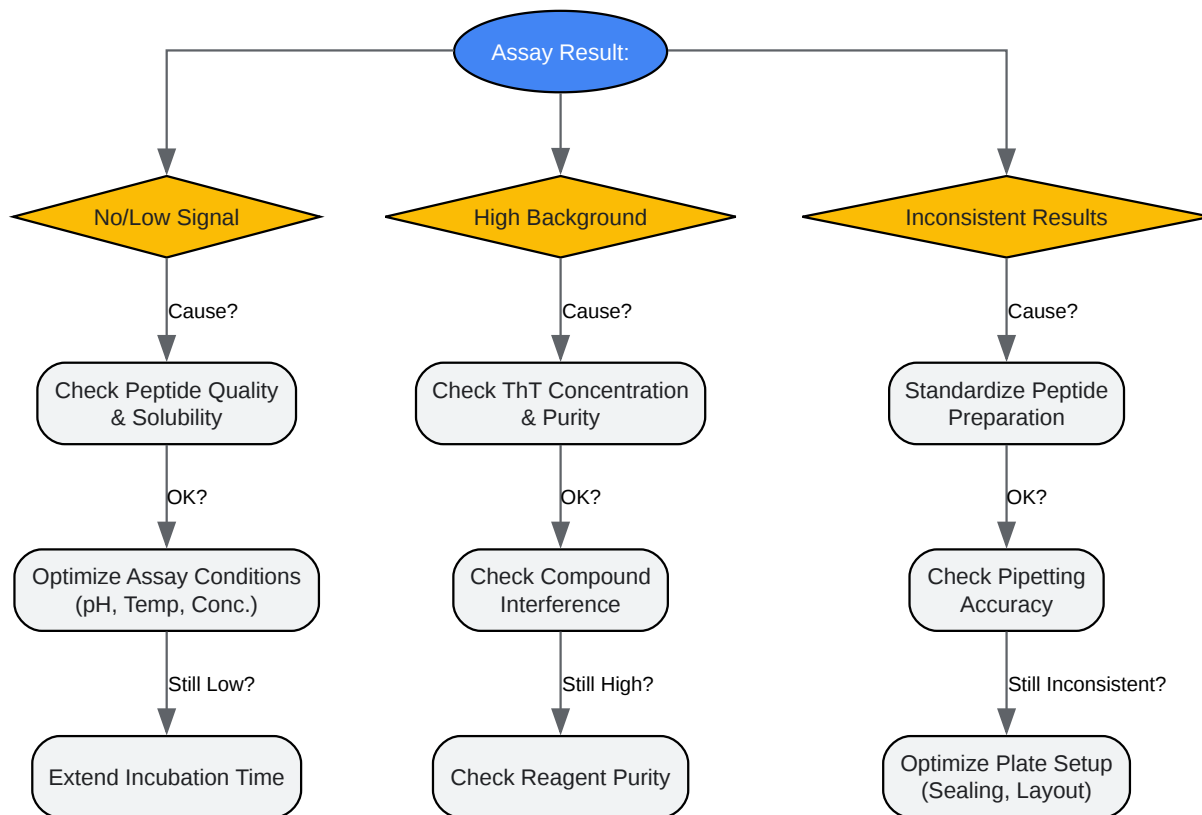 Assay Result:
No/Low Signal
High Background
Inconsistent Results
Cause?
Cause?
Cause?
Check Peptide Quality
& Solubility
Check ThT Concentration
& Purity
Standardize Peptide
Preparation
OK?
OK?
OK?
Optimize Assay Conditions
(pH, Temp, Conc.)
Check Compound
Interference
Check Pipetting
Accuracy
Still Low?
Still High?
Still Inconsistent?
Extend Incubation Time
Check Reagent Purity
Optimize Plate Setup
(Sealing, Layout)